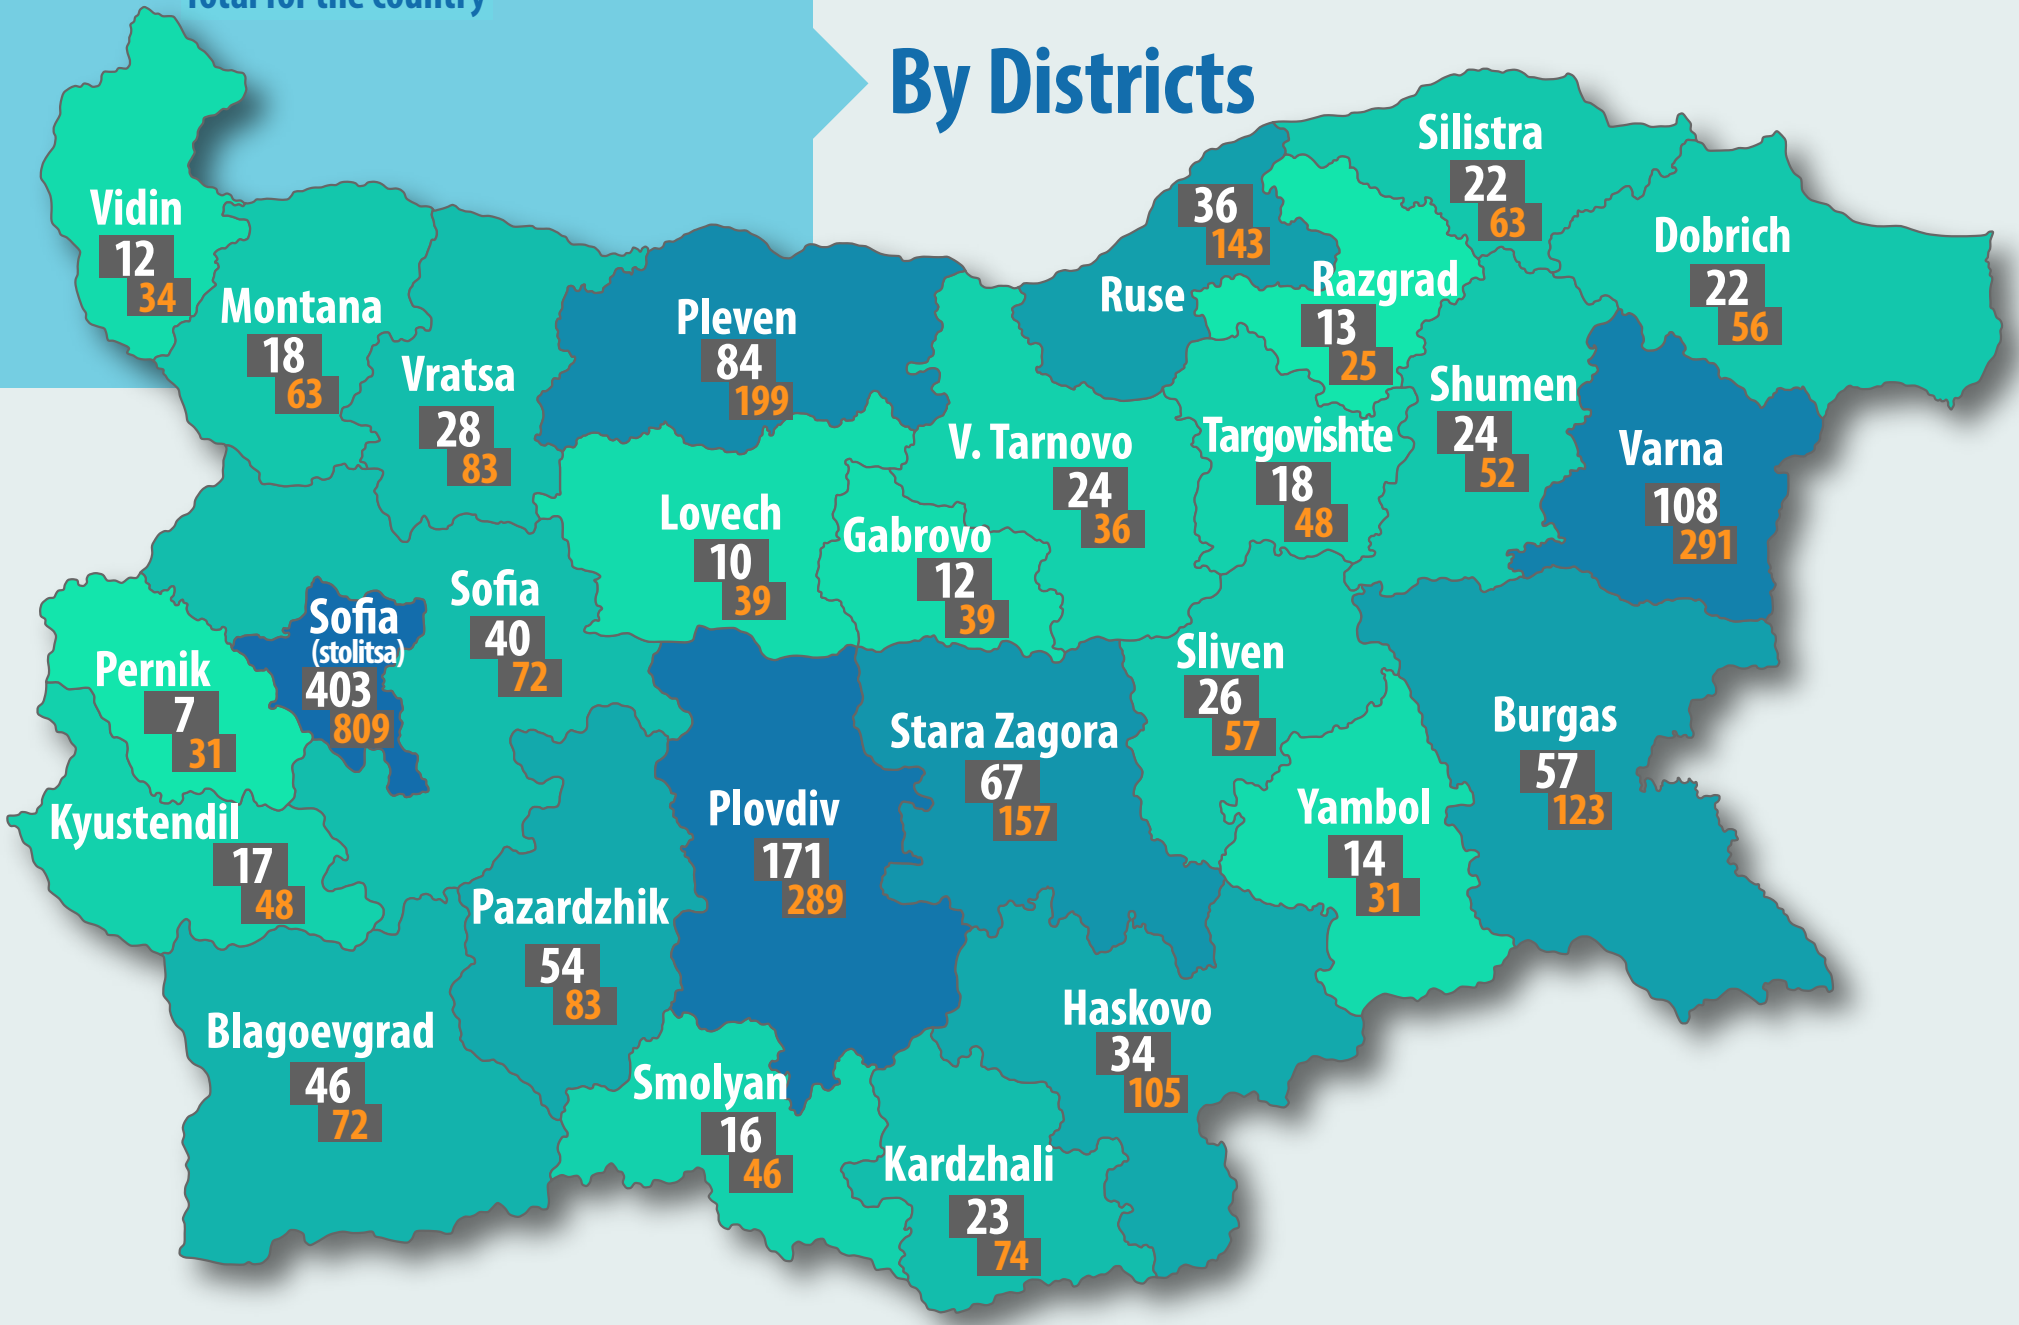 Total for the country
By Districts
Silistra
22
63
Vidin
12
34
36
143
Ruse
Dobrich
22
56
Razgrad
13
25
Montana
18
63
Pleven
84
199
Vratsa
28
83
Shumen
24
52
V. Tarnovo
24
36
Targovishte
18
48
Varna
108
291
Lovech
10
39
Gabrovo
12
39
Sofia
40
72
Sofia
(stolitsa)
403
809
Pernik
7
31
Sliven
26
57
Burgas
57
123
Stara Zagora
67
157
Plovdiv
171
289
Yambol
14
31
Kyustendil
17
48
Pazardzhik
54
83
Haskovo
34
105
Blagoevgrad
46
72
Smolyan
16
46
Kardzhali
23
74